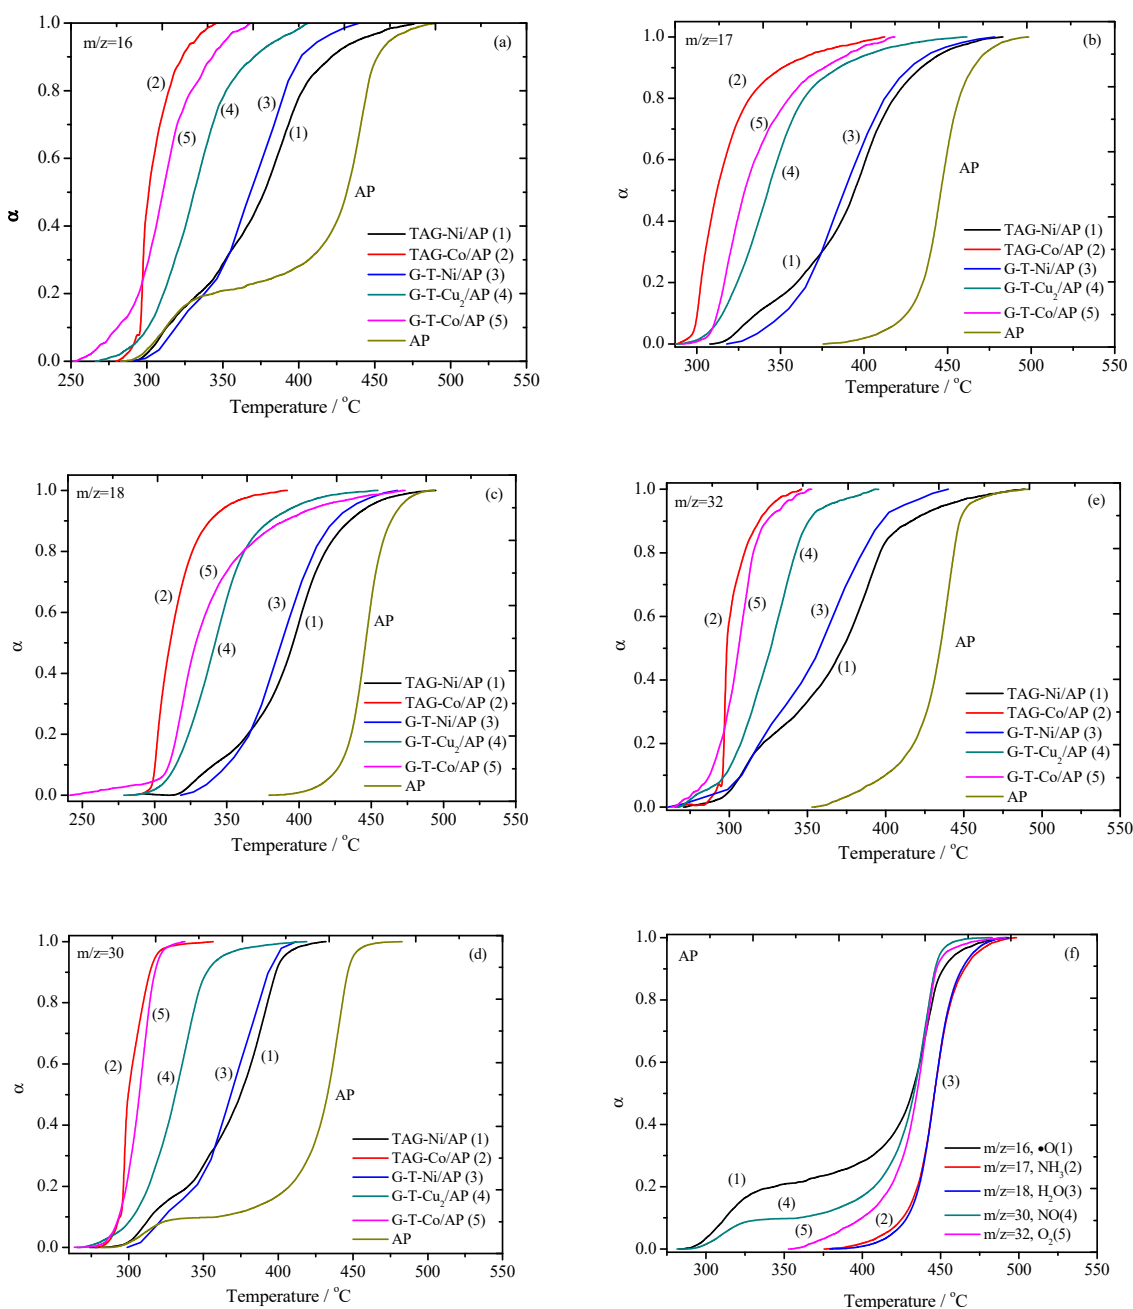 m/z=16
(a)
1.0
0.8
0.6
0.4
0.2
0.0
α
(2)
(5)
(4)
(3)
(1)
AP
TAG-Ni/AP (1)
TAG-Co/AP (2)
G-T-Ni/AP (3)
G-T-Cu₂/AP (4)
G-T-Co/AP (5)
AP
250 300 350 400 450 500 550
Temperature / °C
m/z=17
(b)
1.0
0.8
0.6
0.4
0.2
0.0
α
(2)
(5)
(4)
(3)
(1)
AP
TAG-Ni/AP (1)
TAG-Co/AP (2)
G-T-Ni/AP (3)
G-T-Cu₂/AP (4)
G-T-Co/AP (5)
AP
300 350 400 450 500 550
Temperature / °C
m/z=18
(c)
1.0
0.8
0.6
0.4
0.2
0.0
α
(2)
(5)
(4)
(3)
(1)
AP
TAG-Ni/AP (1)
TAG-Co/AP (2)
G-T-Ni/AP (3)
G-T-Cu₂/AP (4)
G-T-Co/AP (5)
AP
250 300 350 400 450 500 550
Temperature / °C
m/z=32
(e)
1.0
0.8
0.6
0.4
0.2
0.0
α
(2)
(5)
(4)
(3)
(1)
AP
TAG-Ni/AP (1)
TAG-Co/AP (2)
G-T-Ni/AP (3)
G-T-Cu₂/AP (4)
G-T-Co/AP (5)
AP
300 350 400 450 500 550
Temperature / °C
m/z=30
(d)
1.0
0.8
0.6
0.4
0.2
0.0
α
(2)
(5)
(4)
(3)
(1)
AP
TAG-Ni/AP (1)
TAG-Co/AP (2)
G-T-Ni/AP (3)
G-T-Cu₂/AP (4)
G-T-Co/AP (5)
AP
300 350 400 450 500 550
Temperature / °C
AP
(f)
1.0
0.8
0.6
0.4
0.2
0.0
α
(1)
(4)
(5)
(2)
(3)
m/z=16, •O(1)
m/z=17, NH₃(2)
m/z=18, H₂O(3)
m/z=30, NO(4)
m/z=32, O₂(5)
300 350 400 450 500 550
Temperature / °C